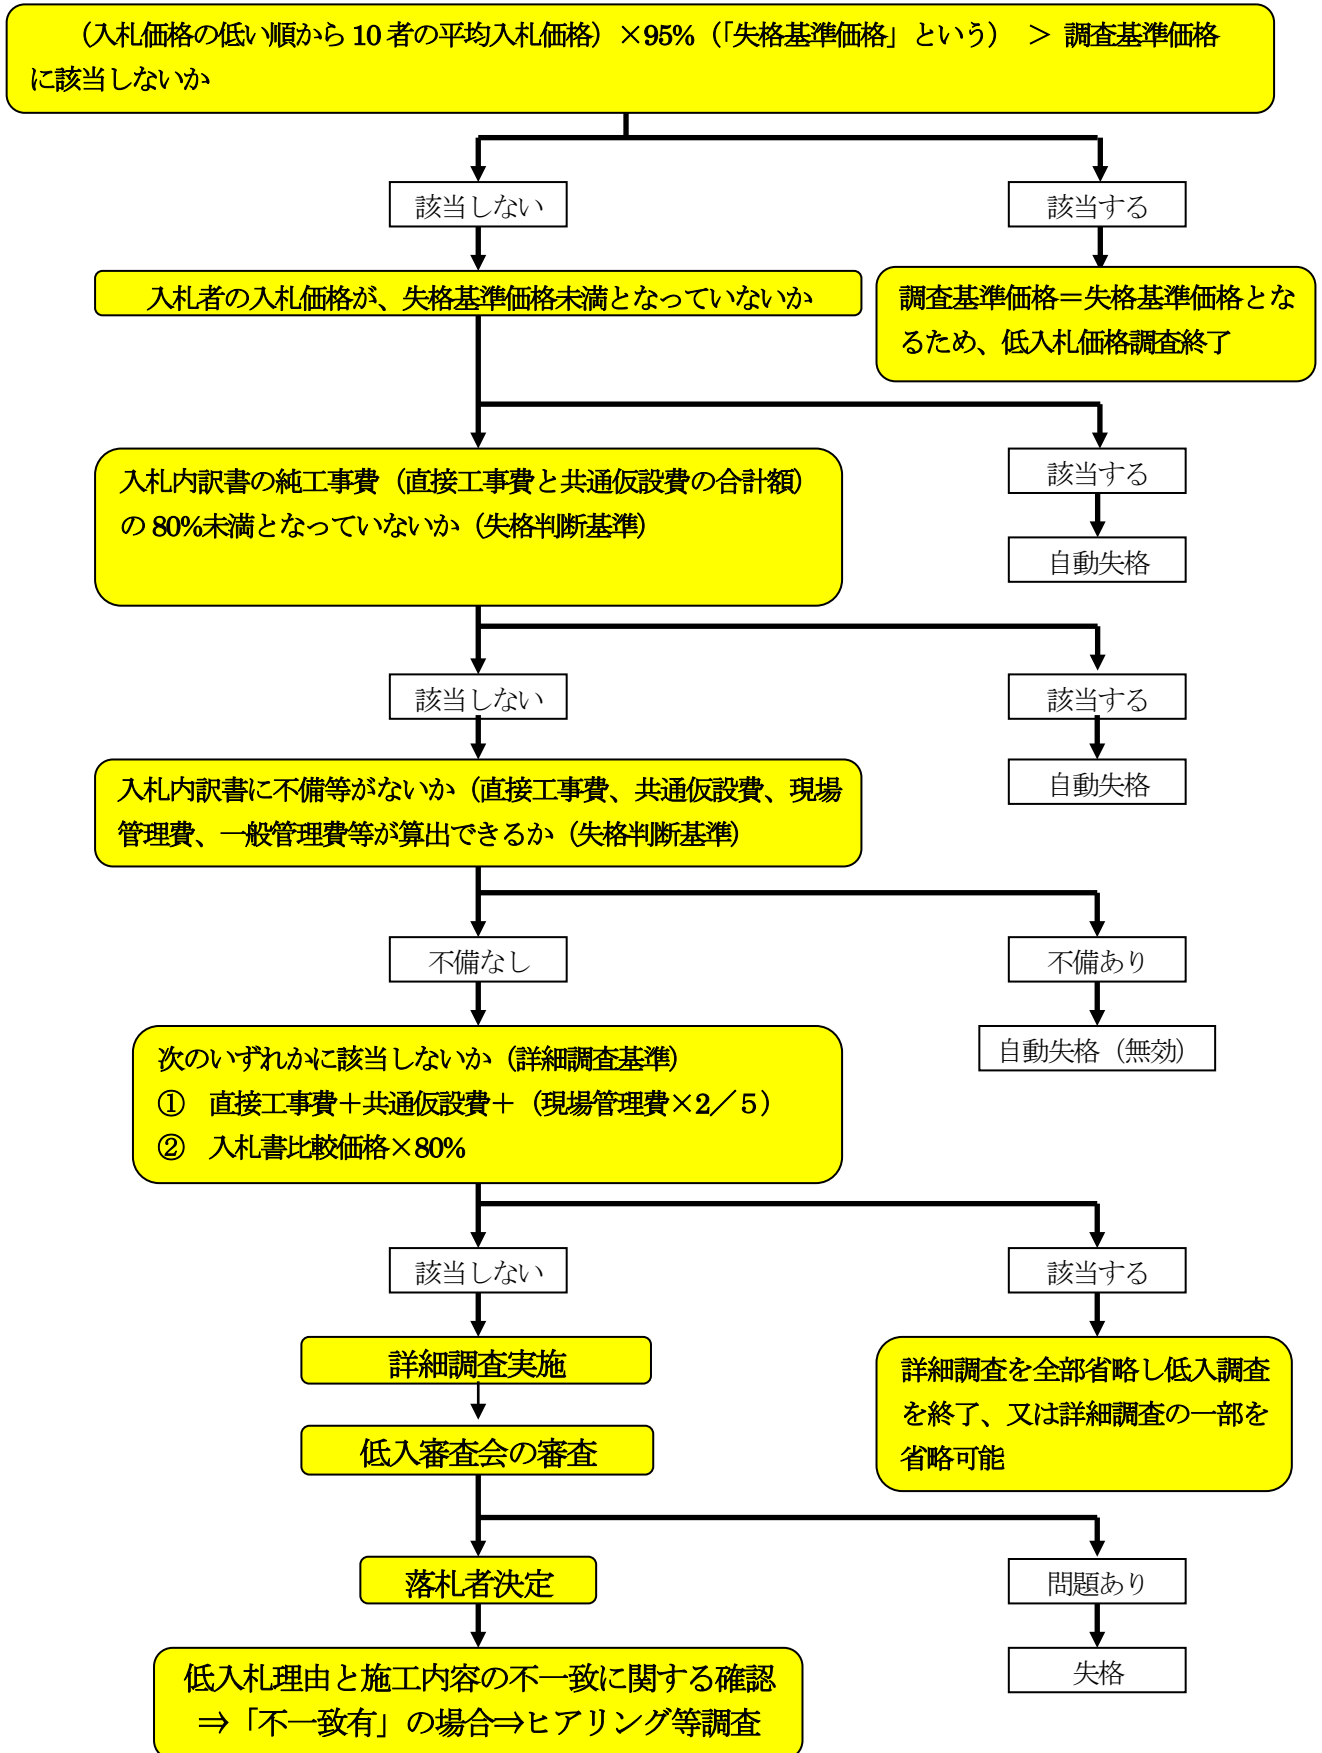 （入札価格の低い順から 10 者の平均入札価格）×95%（「失格基準価格」という） ＞ 調査基準価格
に該当しないか
該当しない
該当する
入札者の入札価格が、失格基準価格未満となっていないか
調査基準価格＝失格基準価格とな
るため、低入札価格調査終了
入札内訳書の純工事費（直接工事費と共通仮設費の合計額）
の 80%未満となっていないか（失格判断基準）
該当する
自動失格
該当しない
該当する
自動失格
入札内訳書に不備等がないか（直接工事費、共通仮設費、現場
管理費、一般管理費等が算出できるか（失格判断基準）
不備なし
不備あり
自動失格（無効）
次のいずれかに該当しないか（詳細調査基準）
① 直接工事費＋共通仮設費＋（現場管理費×2／５）
② 入札書比較価格×80%
該当しない
該当する
詳細調査実施
詳細調査を全部省略し低入調査
を終了、又は詳細調査の一部を
省略可能
低入審査会の審査
落札者決定
問題あり
失格
低入札理由と施工内容の不一致に関する確認
⇒「不一致有」の場合⇒ヒアリング等調査